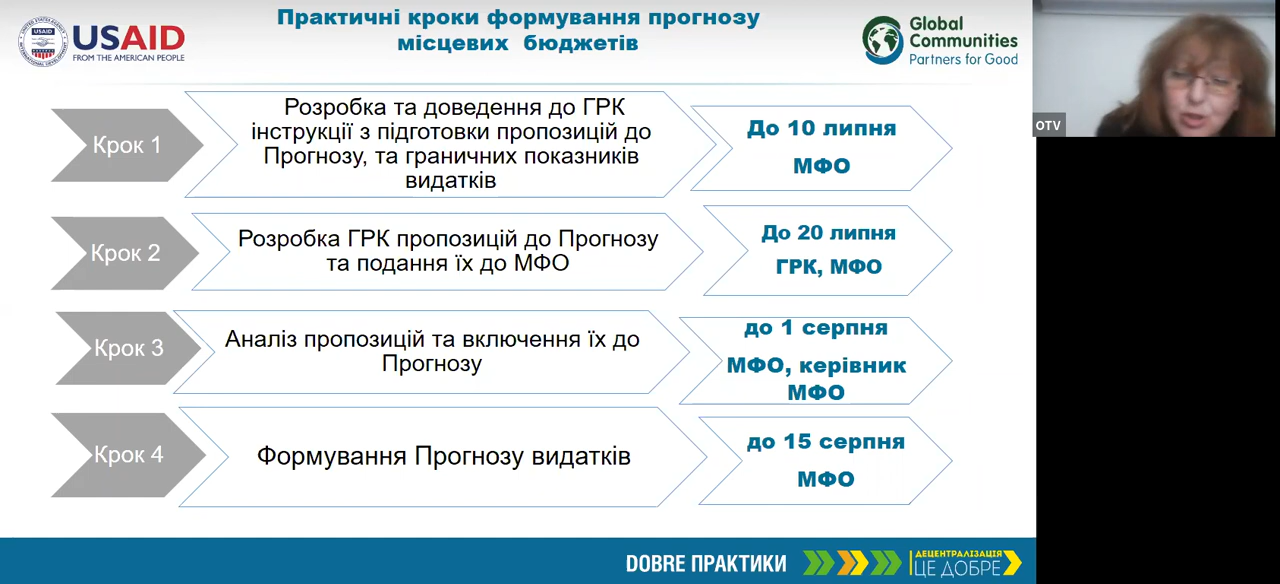 Практичні кроки формування прогнозу
місцевих бюджетів
USAID
FROM THE AMERICAN PEOPLE
Global
Communities
Partners for Good
OTV
Крок 1
Розробка та доведення до ГРК
інструкції з підготовки пропозицій до
Прогнозу, та граничних показників
видатків
До 10 липня
МФО
Крок 2
Розробка ГРК пропозицій до Прогнозу
та подання їх до МФО
До 20 липня
ГРК, МФО
Крок 3
Аналіз пропозицій та включення їх до
Прогнозу
до 1 серпня
МФО, керівник
МФО
Крок 4
Формування Прогнозу видатків
до 15 серпня
МФО
DOBRE ПРАКТИКИ
ДЕЦЕНТРАЛІЗАЦІЯ
ЦЕ ДОБРЕ